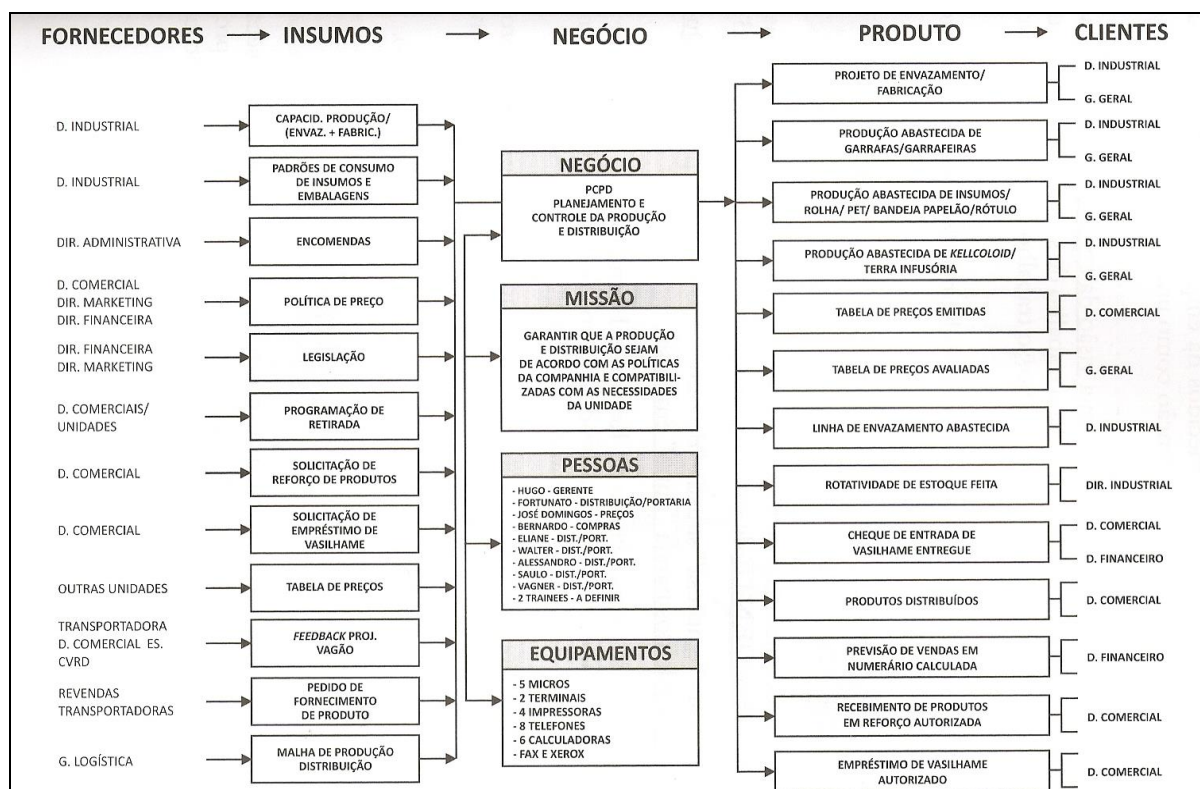 FORNECEDORES INSUMOS NEGÓCIO PRODUTO CLIENTES
D. INDUSTRIAL
D. INDUSTRIAL
DIR. ADMINISTRATIVA
D. COMERCIAL
DIR. MARKETING
DIR. FINANCEIRA
DIR. FINANCEIRA
DIR. MARKETING
D. COMERCIAIS/
UNIDADES
D. COMERCIAL
D. COMERCIAL
OUTRAS UNIDADES
TRANSPORTADORA
D. COMERCIAL ES.
CVRD
REVENDAS
TRANSPORTADORAS
G. LOGÍSTICA
CAPACID. PRODUÇÃO/
(ENVAZ. + FABRIC.)
PADRÕES DE CONSUMO
DE INSUMOS E
EMBALAGENS
ENCOMENDAS
POLÍTICA DE PREÇO
LEGISLAÇÃO
PROGRAMAÇÃO DE
RETIRADA
SOLICITAÇÃO DE
REFORÇO DE PRODUTOS
SOLICITAÇÃO DE
EMPRÉSTIMO DE
VASILHAME
TABELA DE PREÇOS
FEEDBACK PROJ.
VAGÃO
PEDIDO DE
FORNECIMENTO
DE PRODUTO
MALHA DE PRODUÇÃO
DISTRIBUIÇÃO
NEGÓCIO
PCPD
PLANEJAMENTO E
CONTROLE DA PRODUÇÃO
E DISTRIBUIÇÃO
MISSÃO
GARANTIR QUE A PRODUÇÃO
E DISTRIBUIÇÃO SEJAM
DE ACORDO COM AS POLÍTICAS
DA COMPANHIA E COMPATIBILI-
ZADAS COM AS NECESSIDADES
DA UNIDADE
PESSOAS
- HUGO - GERENTE
- FORTUNATO - DISTRIBUIÇÃO/PORTARIA
- JOSÉ DOMINGOS - PREÇOS
- BERNARDO - COMPRAS
- ELIANE - DIST./PORT.
- WALTER - DIST./PORT.
- ALESSANDRO - DIST./PORT.
- SAULO - DIST./PORT.
- VAGNER - DIST./PORT.
- 2 TRAINEES - A DEFINIR
EQUIPAMENTOS
- 5 MICROS
- 2 TERMINAIS
- 4 IMPRESSORAS
- 8 TELEFONES
- 6 CALCULADORAS
- FAX E XEROX
PROJETO DE ENVAZAMENTO/
FABRICAÇÃO
PRODUÇÃO ABASTECIDA DE
GARRAFAS/GARRAFEIRAS
PRODUÇÃO ABASTECIDA DE INSUMOS/
ROLHA/ PET/ BANDEJA PAPELÃO/RÓTULO
PRODUÇÃO ABASTECIDA DE KELLCOLOID/
TERRA INFUSÓRIA
TABELA DE PREÇOS EMITIDAS
TABELA DE PREÇOS AVALIADAS
LINHA DE ENVAZAMENTO ABASTECIDA
ROTATIVIDADE DE ESTOQUE FEITA
CHEQUE DE ENTRADA DE
VASILHAME ENTREGUE
PRODUTOS DISTRIBUÍDOS
PREVISÃO DE VENDAS EM
NUMERÁRIO CALCULADA
RECEBIMENTO DE PRODUTOS
EM REFORÇO AUTORIZADA
EMPRÉSTIMO DE VASILHAME
AUTORIZADO
D. INDUSTRIAL
G. GERAL
D. INDUSTRIAL
G. GERAL
D. INDUSTRIAL
G. GERAL
D. INDUSTRIAL
G. GERAL
D. COMERCIAL
G. GERAL
D. INDUSTRIAL
DIR. INDUSTRIAL
D. COMERCIAL
D. FINANCEIRO
D. COMERCIAL
D. FINANCEIRO
D. COMERCIAL
D. COMERCIAL